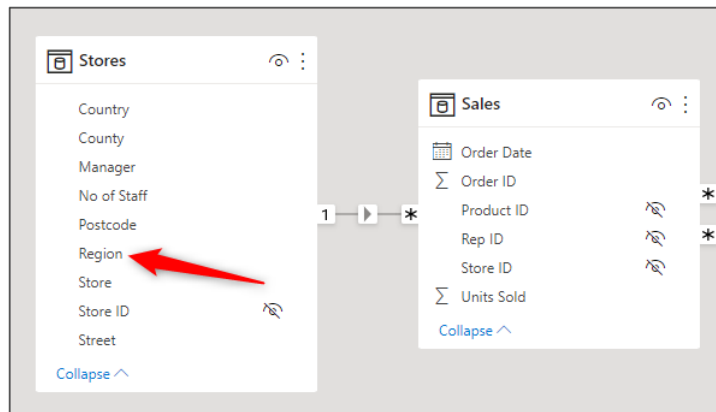 Stores
Country
County
Manager
No of Staff
Postcode
Region
Store
Store ID
Street
Collapse
1
*
Sales
Order Date
Σ Order ID
Product ID
Rep ID
Store ID
Σ Units Sold
Collapse
*
*